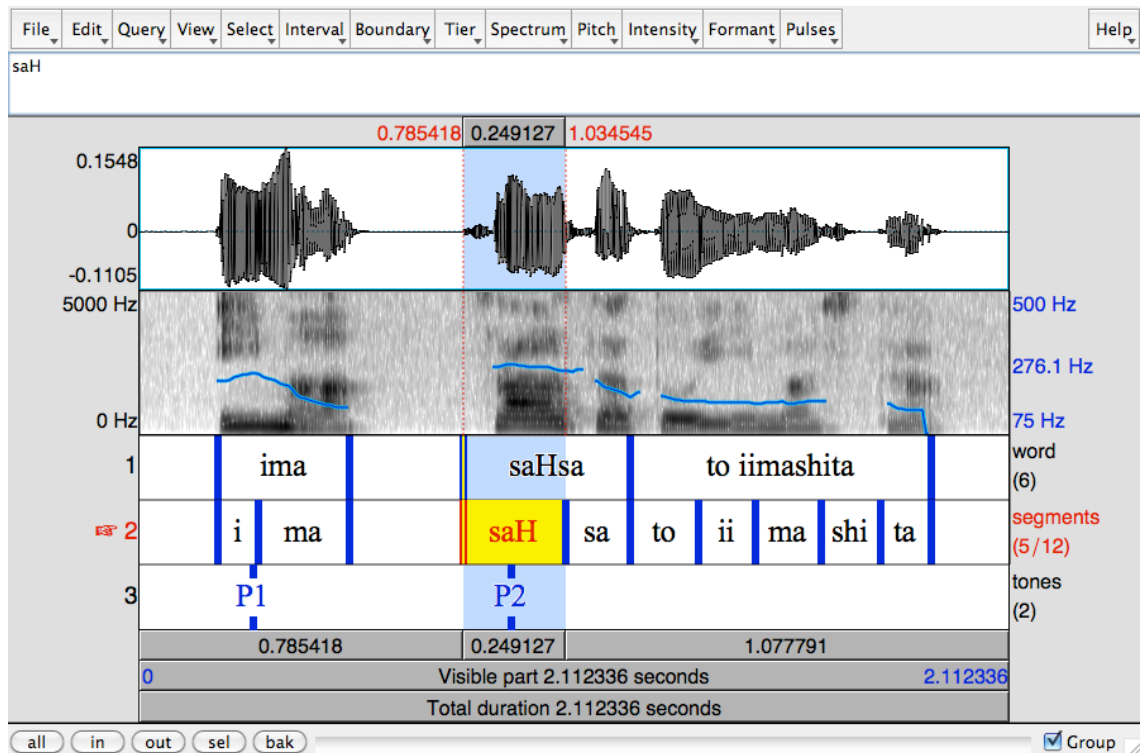 File Edit Query View Select Interval Boundary Tier Spectrum Pitch Intensity Formant Pulses Help
saH
0.785418 0.249127 1.034545
0.1548
0
-0.1105
5000 Hz 500 Hz
276.1 Hz
0 Hz 75 Hz
1 ima saHsa to iimashita word (6)
☞ 2 i ma saH sa to ii ma shi ta segments (5/12)
3 P1 P2 tones (2)
0.785418 0.249127 1.077791
0 Visible part 2.112336 seconds 2.112336
Total duration 2.112336 seconds
all in out sel bak Group